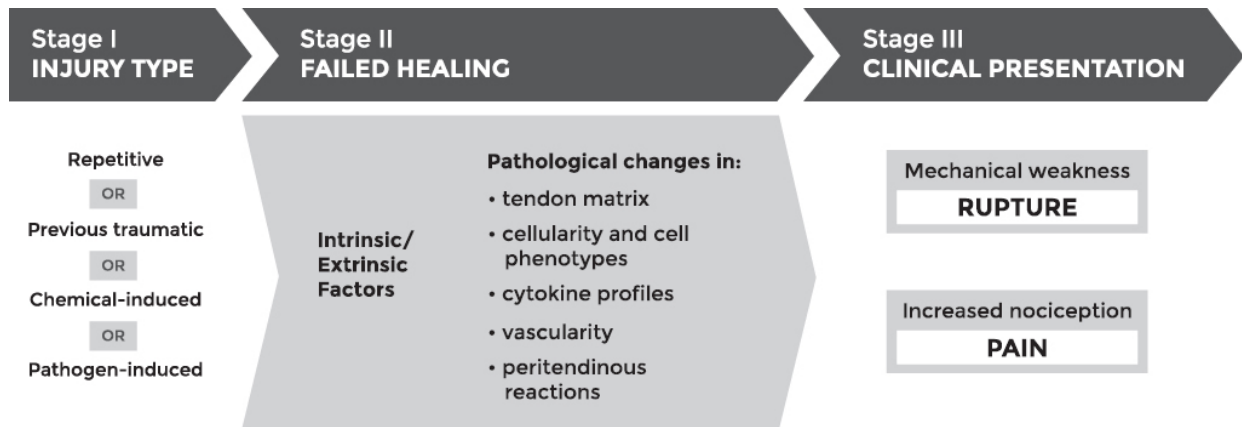 Stage I
INJURY TYPE
Stage II
FAILED HEALING
Stage III
CLINICAL PRESENTATION
Repetitive
OR
Previous traumatic
OR
Chemical-induced
OR
Pathogen-induced
Intrinsic/
Extrinsic
Factors
Pathological changes in:
• tendon matrix
• cellularity and cell
phenotypes
• cytokine profiles
• vascularity
• peritendinous
reactions
Mechanical weakness
RUPTURE
Increased nociception
PAIN